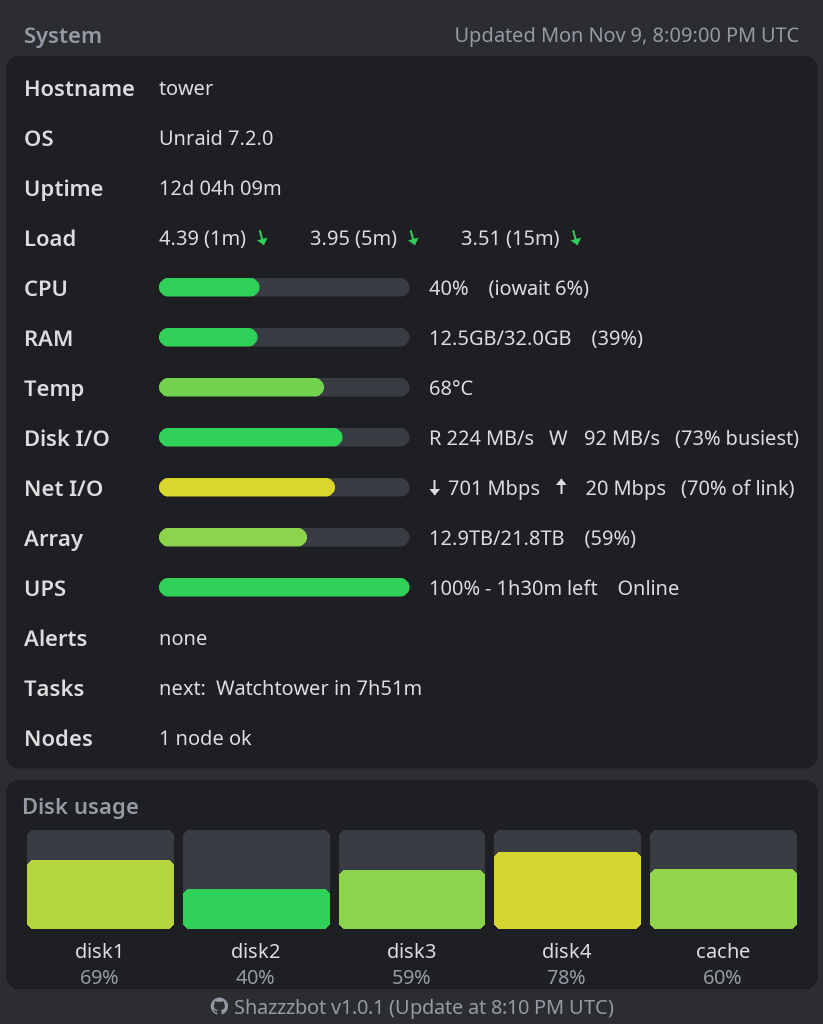 System Updated Mon Nov 9, 8:09:00 PM UTC
Hostname tower
OS Unraid 7.2.0
Uptime 12d 04h 09m
Load 4.39 (1m) ↓ 3.95 (5m) ↓ 3.51 (15m) ↓
CPU 40% (iowait 6%)
RAM 12.5GB/32.0GB (39%)
Temp 68°C
Disk I/O R 224 MB/s W 92 MB/s (73% busiest)
Net I/O ↓ 701 Mbps ↑ 20 Mbps (70% of link)
Array 12.9TB/21.8TB (59%)
UPS 100% - 1h30m left Online
Alerts none
Tasks next: Watchtower in 7h51m
Nodes 1 node ok
Disk usage
disk1 disk2 disk3 disk4 cache
69% 40% 59% 78% 60%
Shazzzbot v1.0.1 (Update at 8:10 PM UTC)